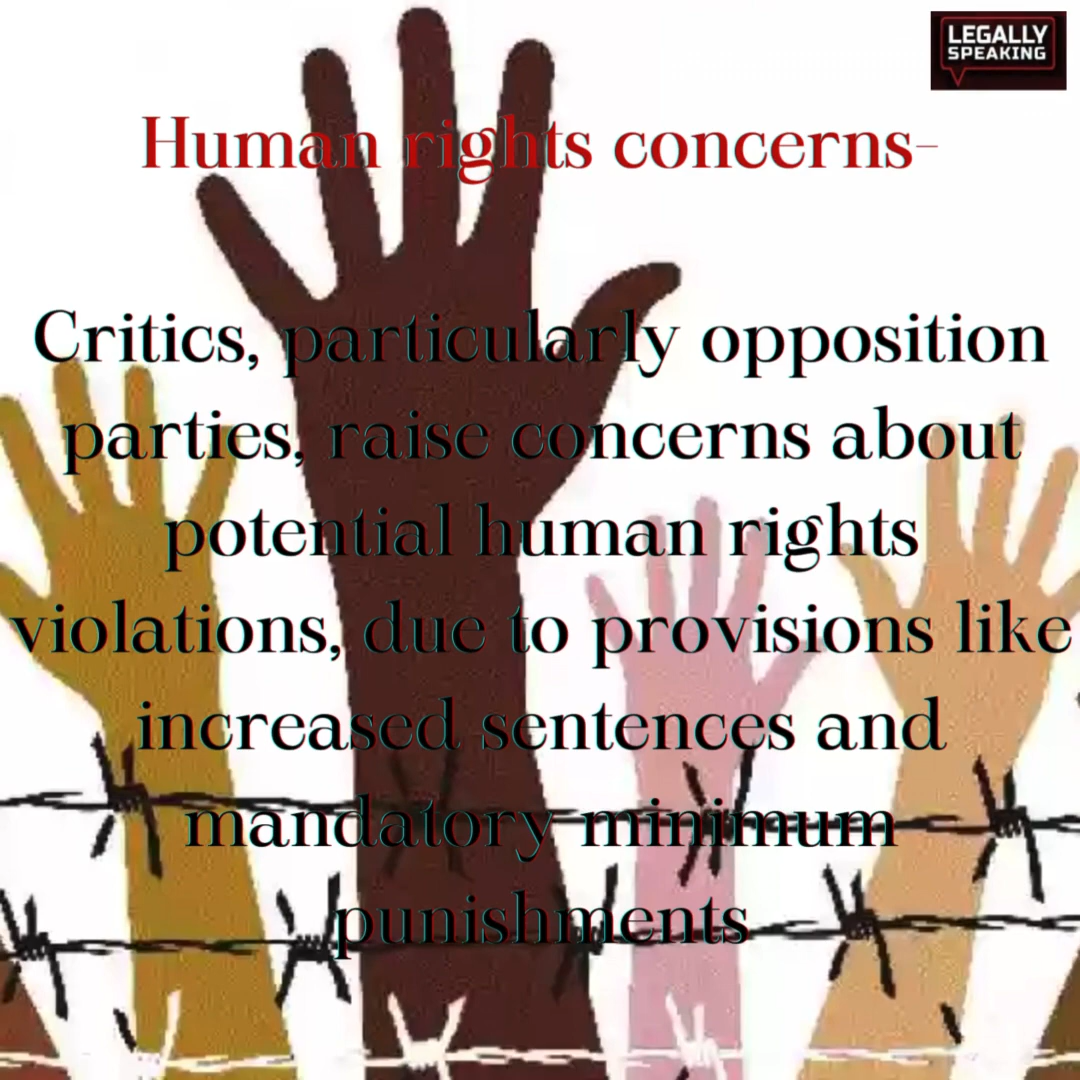 LEGALLY
SPEAKING
Human rights concerns-
Critics, particularly opposition
parties, raise concerns about
potential human rights
violations, due to provisions like
increased sentences and
mandatory minimum
punishments